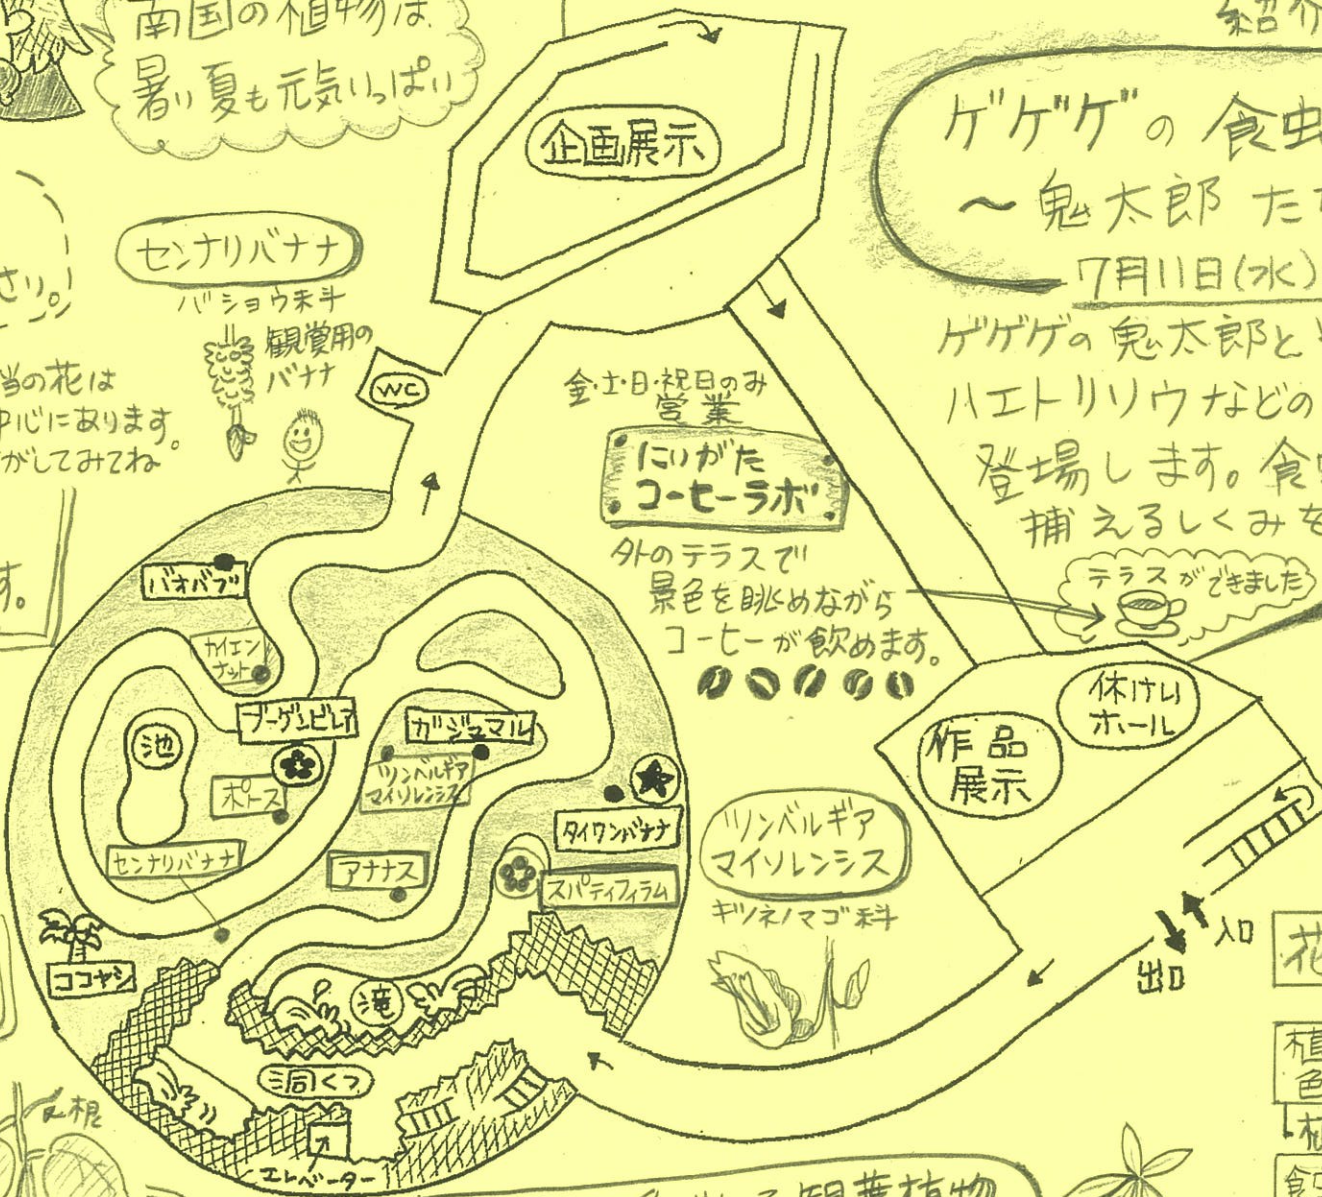 南国の植物は
暑い夏も元気いっぱい
紹介
企画展示
ゲゲゲの食虫
～鬼太郎た
7月11日(水)
ゲゲゲの鬼太郎と
ハエトリソウなどの
登場します。食
捕えるしくみを
センナリバナナ
バショウ科
観賞用の
バナナ
さい。
当の花は
中心にあります。
がしてみてね
す。
WC
金・土・日・祝日のみ
営業
にいがた
コーヒーラボ
外のテラスで
景色を眺めながら
コーヒーが飲めます。
テラスができました
休けい
ホール
作品
展示
入口
出口
バオバブ
カイエン
ナット
ブーゲンビレア
池
ポトス
センナリバナナ
ガジュマル
ツンベルギア
マイソレンシス
アナナス
タイワンバナナ
スパティフィラム
ココヤシ
滝
洞くつ
エレベーター
ツンベルギア
マイソレンシス
キツネノマゴ科
花
植
色
根
観葉植物